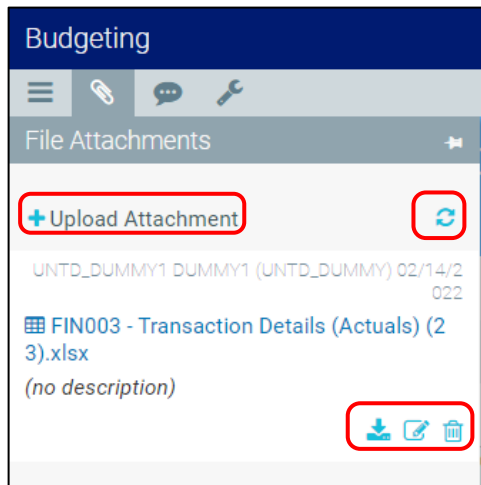 Budgeting
File Attachments
Upload Attachment
UNTD_DUMMY1 DUMMY1 (UNTD_DUMMY) 02/14/2
022
FIN003 - Transaction Details (Actuals) (2
3).xlsx
(no description)